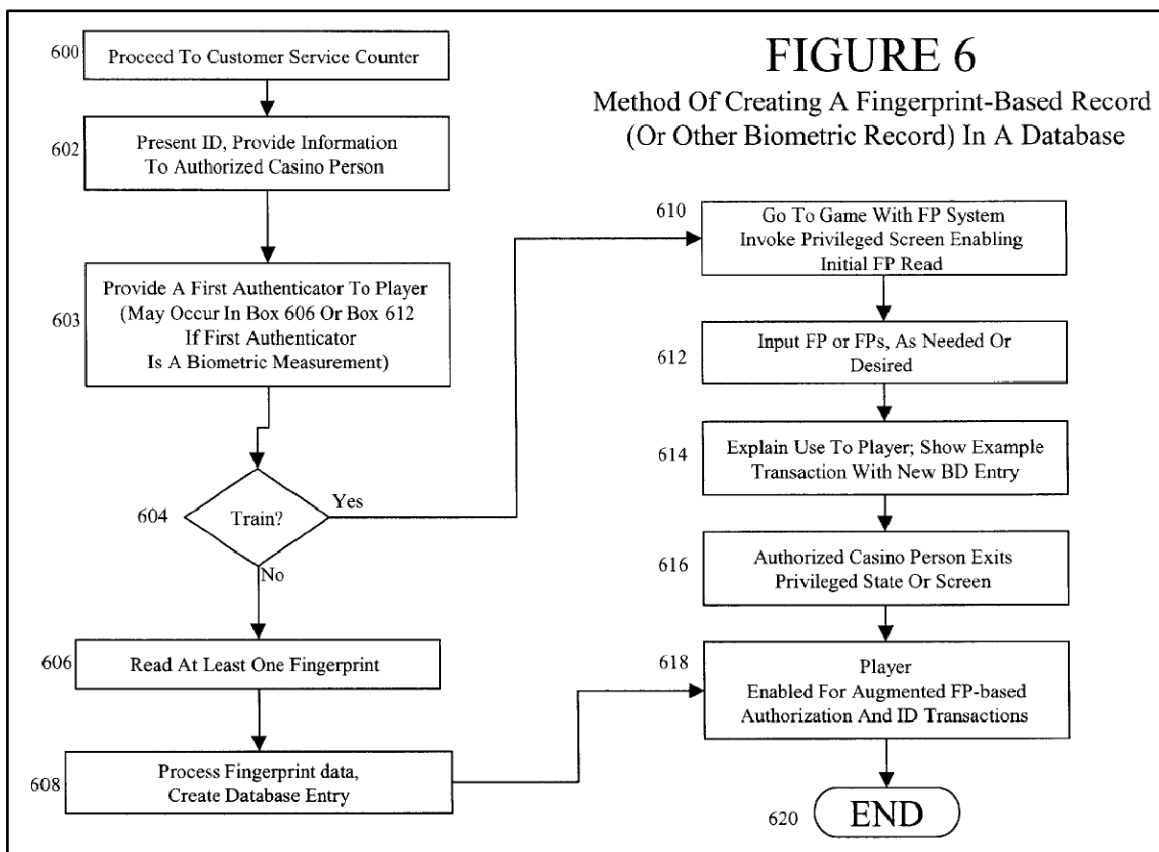 FIGURE 6
Method Of Creating A Fingerprint-Based Record
(Or Other Biometric Record) In A Database
600
Proceed To Customer Service Counter
602
Present ID, Provide Information
To Authorized Casino Person
603
Provide A First Authenticator To Player
(May Occur In Box 606 Or Box 612
If First Authenticator
Is A Biometric Measurement)
604
Train?
Yes
No
606
Read At Least One Fingerprint
608
Process Fingerprint data,
Create Database Entry
610
Go To Game With FP System
Invoke Privileged Screen Enabling
Initial FP Read
612
Input FP or FPs, As Needed Or
Desired
614
Explain Use To Player; Show Example
Transaction With New BD Entry
616
Authorized Casino Person Exits
Privileged State Or Screen
618
Player
Enabled For Augmented FP-based
Authorization And ID Transactions
620
END